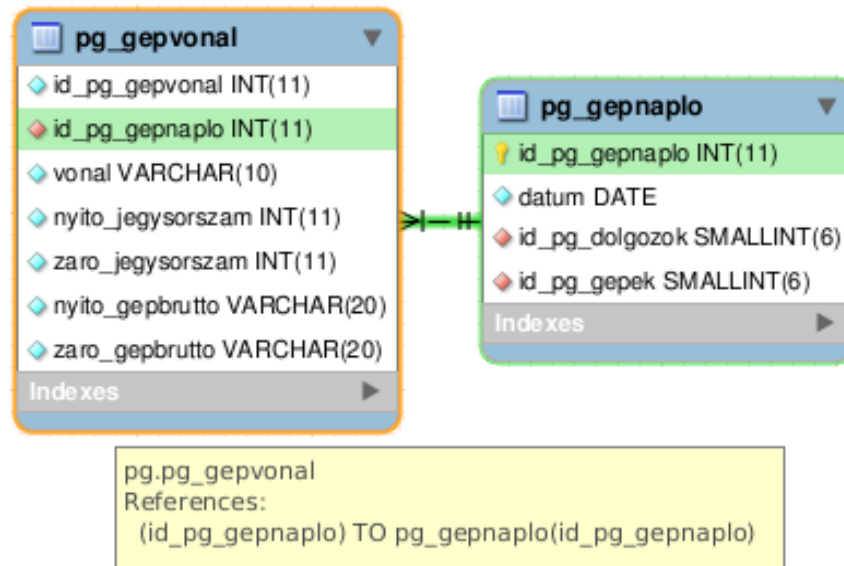 pg_gepvonal
id_pg_gepvonal INT(11)
id_pg_gepnaplo INT(11)
vonal VARCHAR(10)
nyito_jegysorszam INT(11)
zaro_jegysorszam INT(11)
nyito_gepbrutto VARCHAR(20)
zaro_gepbrutto VARCHAR(20)
Indexes
pg_gepnaplo
id_pg_gepnaplo INT(11)
datum DATE
id_pg_dolgozok SMALLINT(6)
id_pg_gepek SMALLINT(6)
Indexes
pg.pg_gepvonal
References:
(id_pg_gepnaplo) TO pg_gepnaplo(id_pg_gepnaplo)